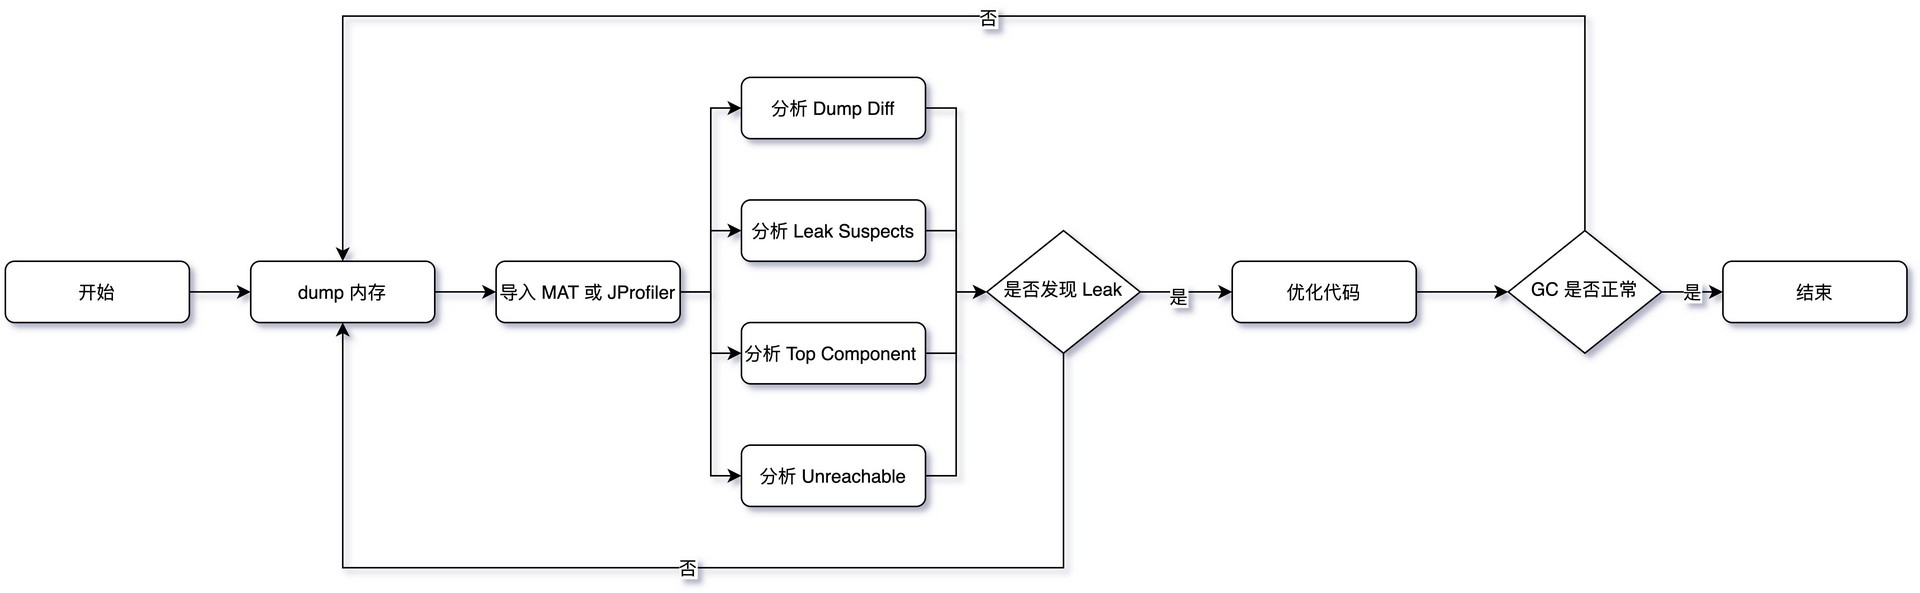 否
分析 Dump Diff
分析 Leak Suspects
开始
dump 内存
导入 MAT 或 JProfiler
是否发现 Leak
是
优化代码
GC 是否正常
是
结束
分析 Top Component
分析 Unreachable
否